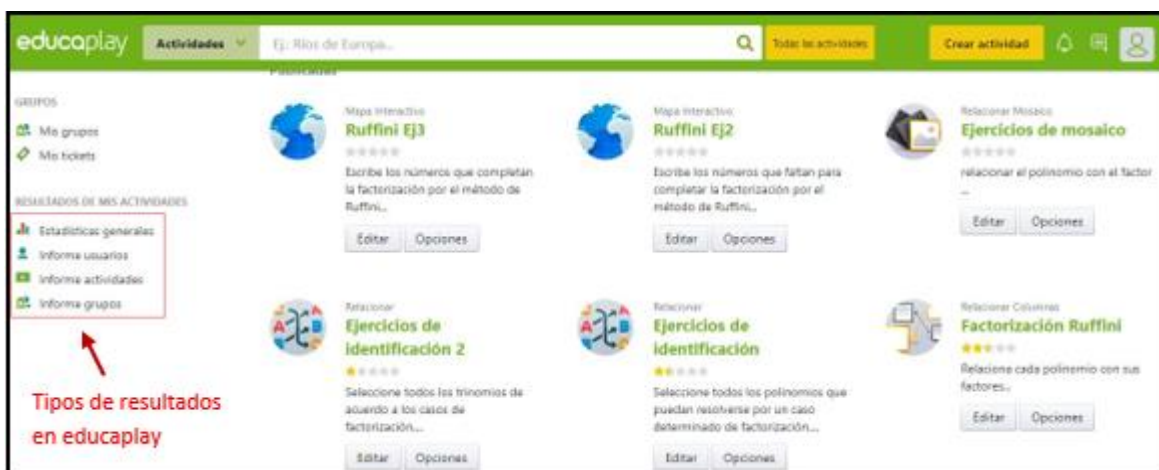 educaplay
Actividades
Ej: Ríos de Europa...
Todas las actividades
Crear actividad
Publicadas
GRUPOS
Mis grupos
Mis tickets
RESULTADOS DE MIS ACTIVIDADES
Estadísticas generales
Informe usuarios
Informe actividades
Informe grupos
Tipos de resultados
en educaplay
Mapa Interactivo
Ruffini Ej3
Escribe los números que completan
la factorización por el método de
Ruffini...
Editar Opciones
Mapa Interactivo
Ruffini Ej2
Escribe los números que faltan para
completar la factorización por el
método de Ruffini...
Editar Opciones
Relacionar Mosaico
Ejercicios de mosaico
relacionar el polinomio con el factor
...
Editar Opciones
Relacionar
Ejercicios de
identificación 2
Seleccione todos los trinomios de
acuerdo a los casos de
factorización...
Editar Opciones
Relacionar
Ejercicios de
identificación
Seleccione todos los polinomios que
puedan resolverse por un caso
determinado de factorización...
Editar Opciones
Relacionar Columnas
Factorización Ruffini
Relacione cada polinomio con sus
factores...
Editar Opciones